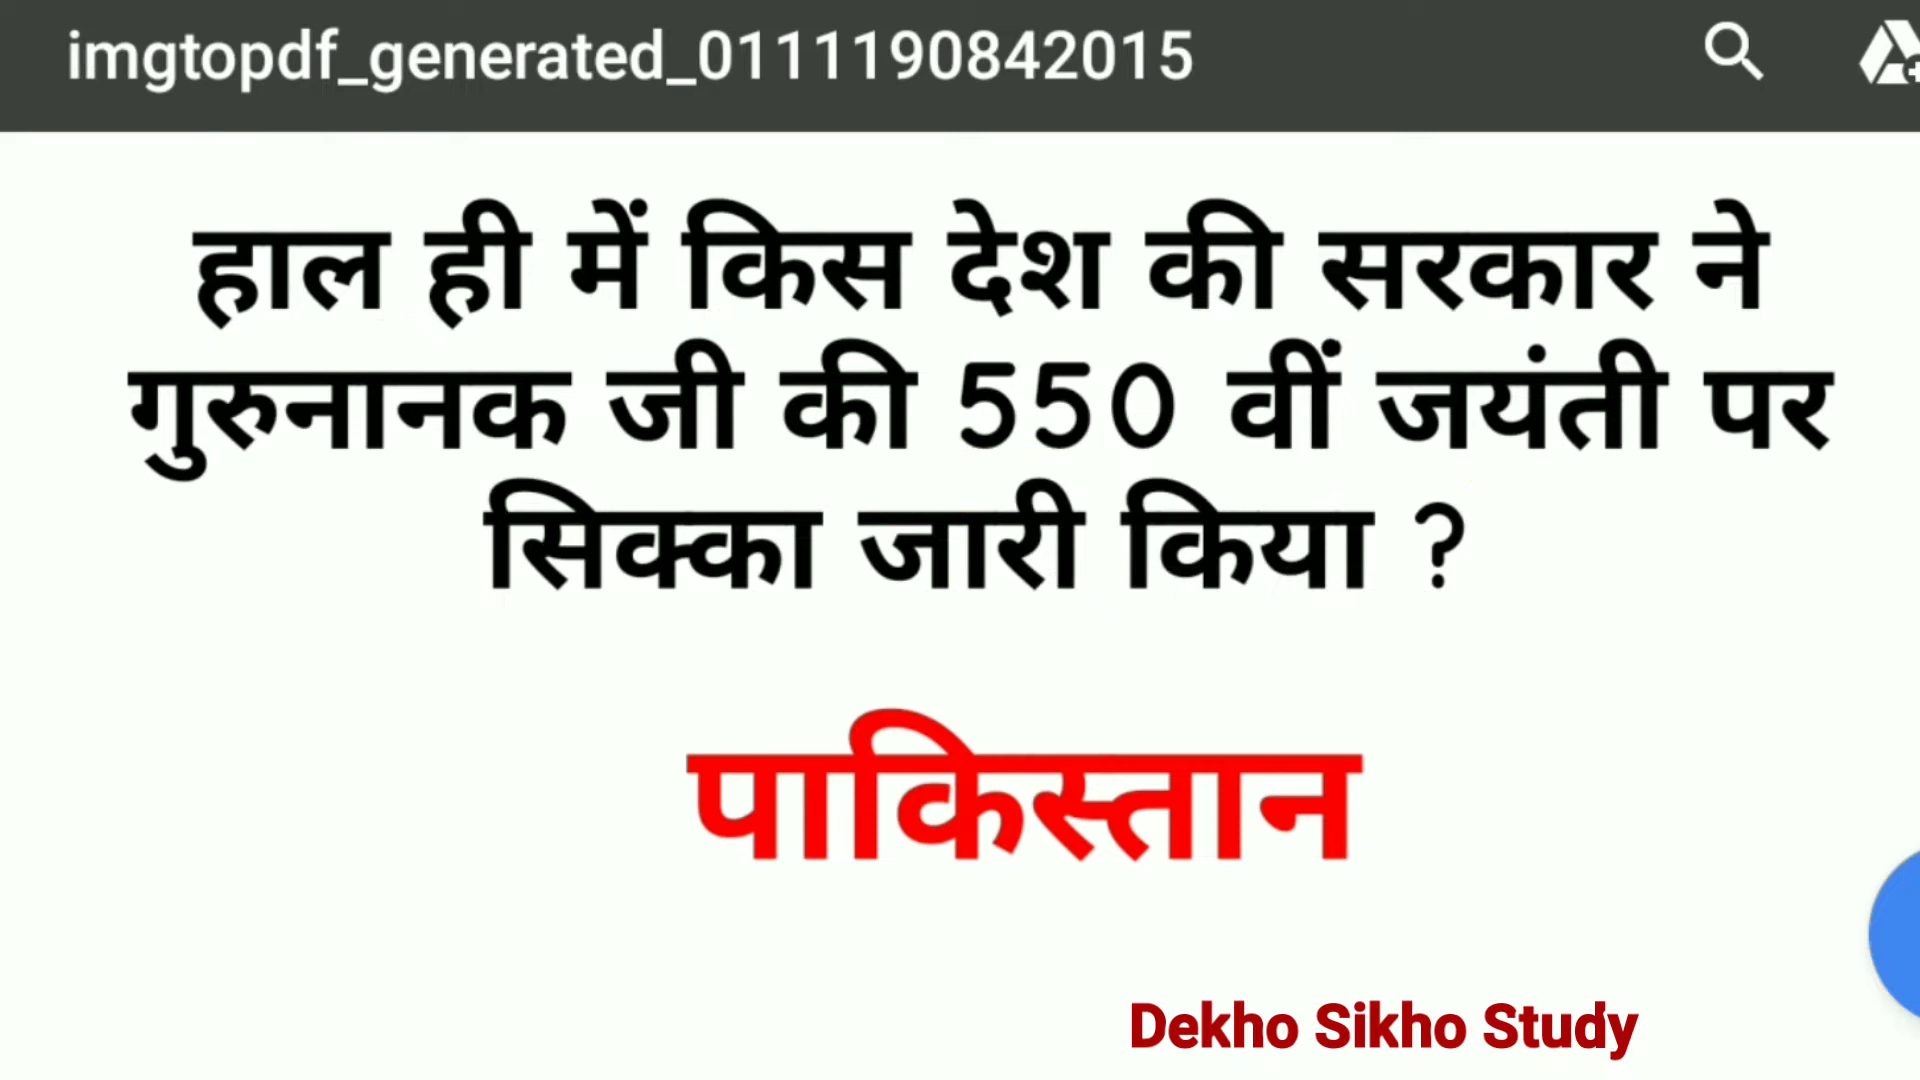 imgtopdf_generated_0111190842015
हाल ही में किस देश की सरकार ने
गुरुनानक जी की 550 वीं जयंती पर
सिक्का जारी किया ?
पाकिस्तान
Dekho Sikho Study